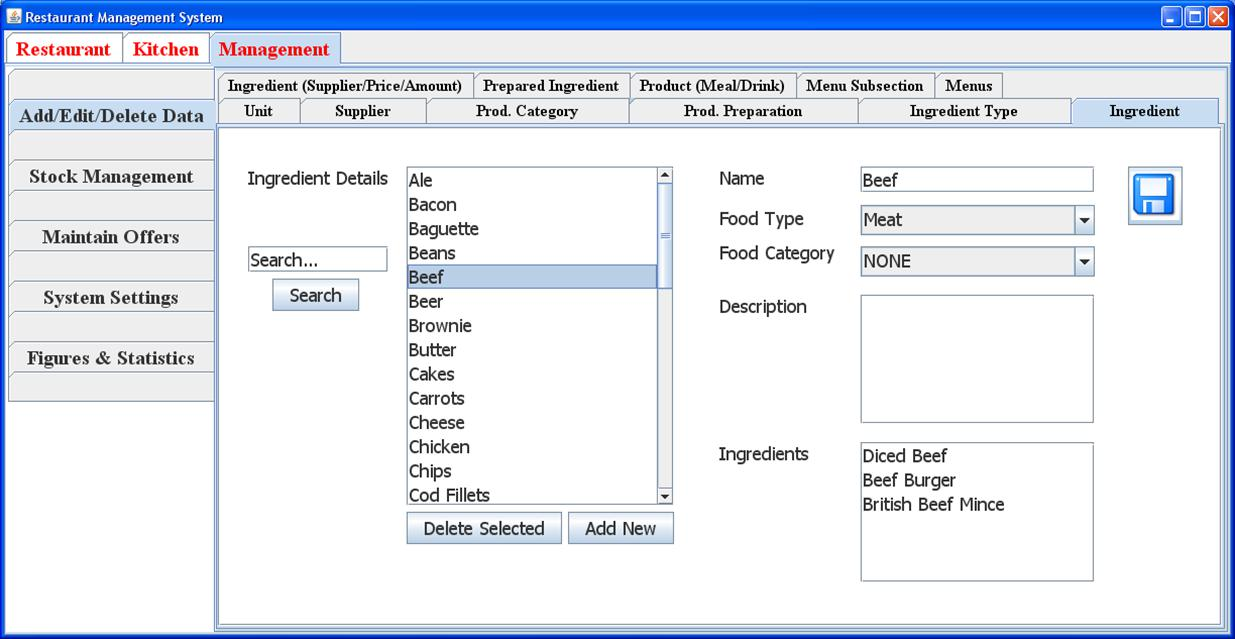 Restaurant Management System
Restaurant Kitchen Management
Ingredient (Supplier/Price/Amount) Prepared Ingredient Product (Meal/Drink) Menu Subsection Menus
Unit Supplier Prod. Category Prod. Preparation Ingredient Type Ingredient
Add/Edit/Delete Data
Stock Management
Maintain Offers
System Settings
Figures & Statistics
Ingredient Details
Search...
Search
Ale
Bacon
Baguette
Beans
Beef
Beer
Brownie
Butter
Cakes
Carrots
Cheese
Chicken
Chips
Cod Fillets
Delete Selected Add New
Name Beef
Food Type Meat
Food Category NONE
Description
Ingredients
Diced Beef
Beef Burger
British Beef Mince